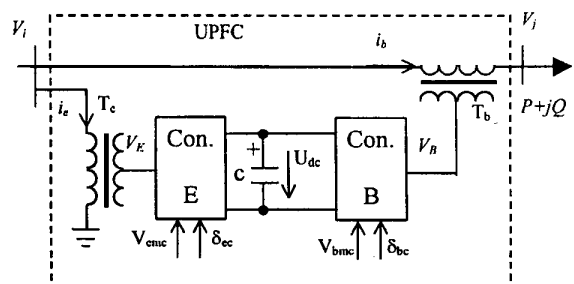 V_i UPFC V_j
i_b
i_e T_e P+jQ
V_E Con. + Con. V_B T_b
C U_dc
E B
V_emc δ_ec V_bmc δ_bc